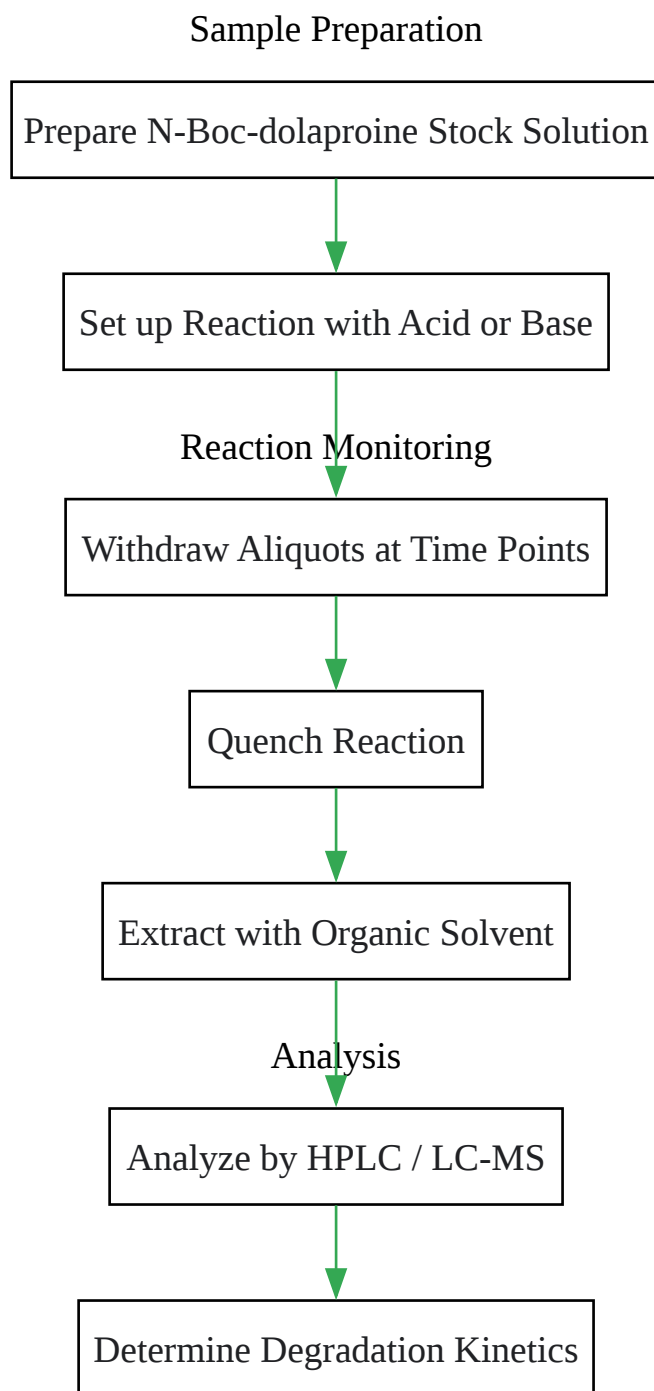 Sample Preparation
Prepare N-Boc-dolaproine Stock Solution
Set up Reaction with Acid or Base
Reaction Monitoring
Withdraw Aliquots at Time Points
Quench Reaction
Extract with Organic Solvent
Analysis
Analyze by HPLC / LC-MS
Determine Degradation Kinetics